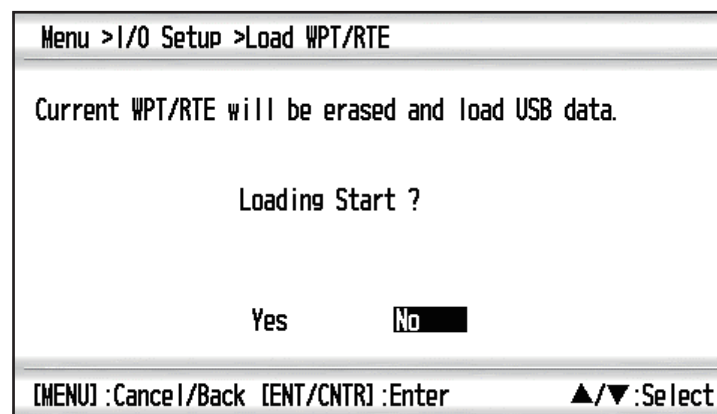 Menu >I/O Setup >Load WPT/RTE
Current WPT/RTE will be erased and load USB data.
Loading Start ?
Yes No
[MENU]:Cancel/Back [ENT/CNTR]:Enter ▲/▼:Select